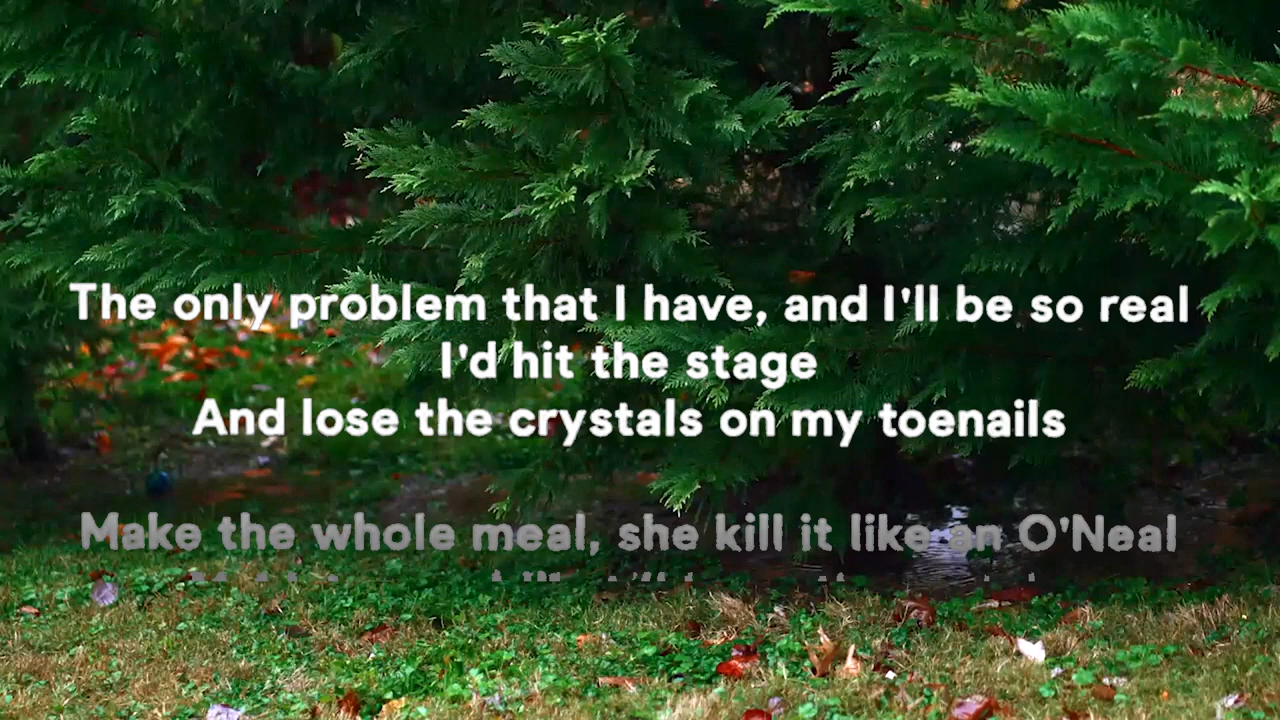 The only problem that I have, and I'll be so real
I'd hit the stage
And lose the crystals on my toenails
Make the whole meal, she kill it like an O'Neal